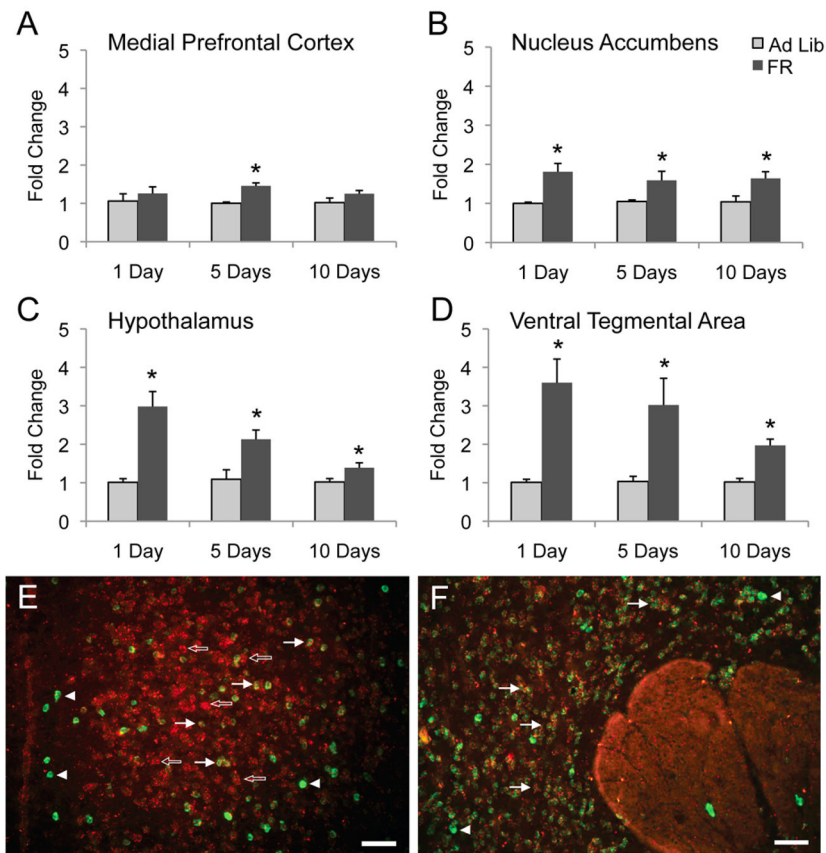 A
Medial Prefrontal Cortex
Fold Change
5
4
3
2
1
0
*
1 Day 5 Days 10 Days
B
Nucleus Accumbens
Ad Lib
FR
Fold Change
5
4
3
2
1
0
* * *
1 Day 5 Days 10 Days
C
Hypothalamus
Fold Change
5
4
3
2
1
0
* * *
1 Day 5 Days 10 Days
D
Ventral Tegmental Area
Fold Change
5
4
3
2
1
0
* * *
1 Day 5 Days 10 Days
E
F